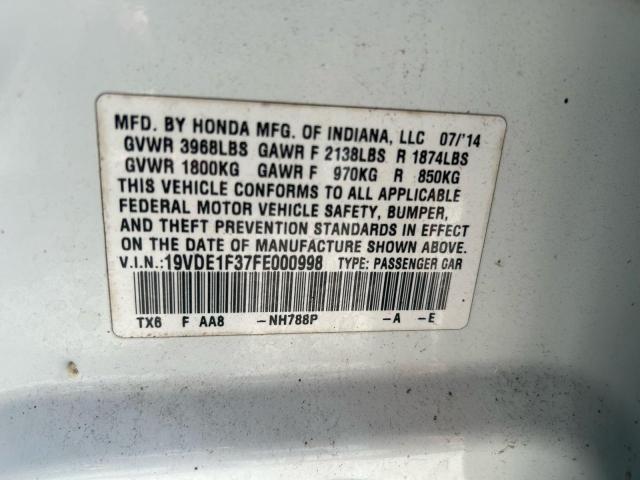 MFD. BY HONDA MFG. OF INDIANA, LLC 07/'14
GVWR 3968LBS GAWR F 2138LBS R 1874LBS
GVWR 1800KG GAWR F 970KG R 850KG
THIS VEHICLE CONFORMS TO ALL APPLICABLE
FEDERAL MOTOR VEHICLE SAFETY, BUMPER,
AND THEFT PREVENTION STANDARDS IN EFFECT
ON THE DATE OF MANUFACTURE SHOWN ABOVE.
V.I.N.:19VDE1F37FE000998 TYPE: PASSENGER CAR
TX6 F AA8 -NH788P -A -E